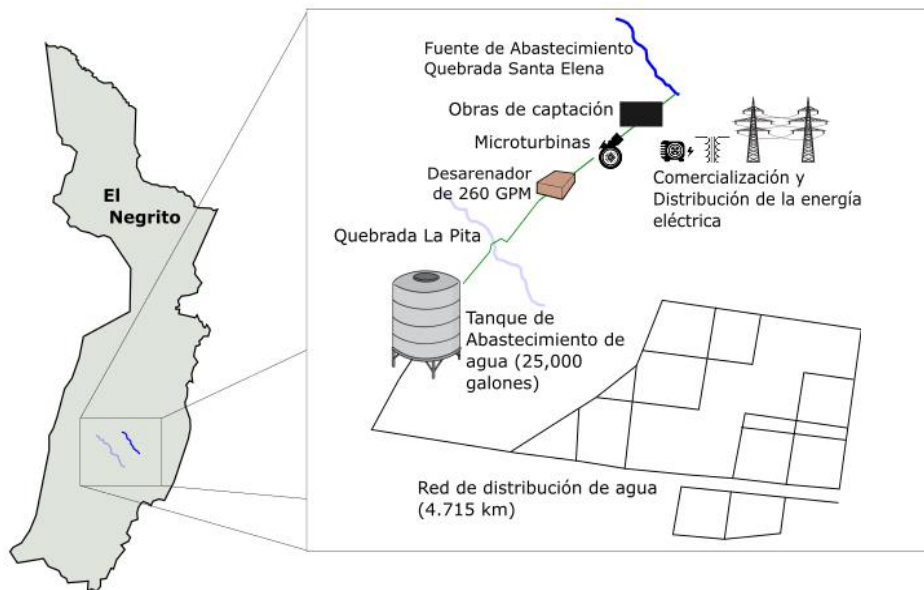 El
Negrito
Fuente de Abastecimiento
Quebrada Santa Elena
Obras de captación
Microturbinas
Desarenador
de 260 GPM
Comercialización y
Distribución de la energía
eléctrica
Quebrada La Pita
Tanque de
Abastecimiento de
agua (25,000
galones)
Red de distribución de agua
(4.715 km)